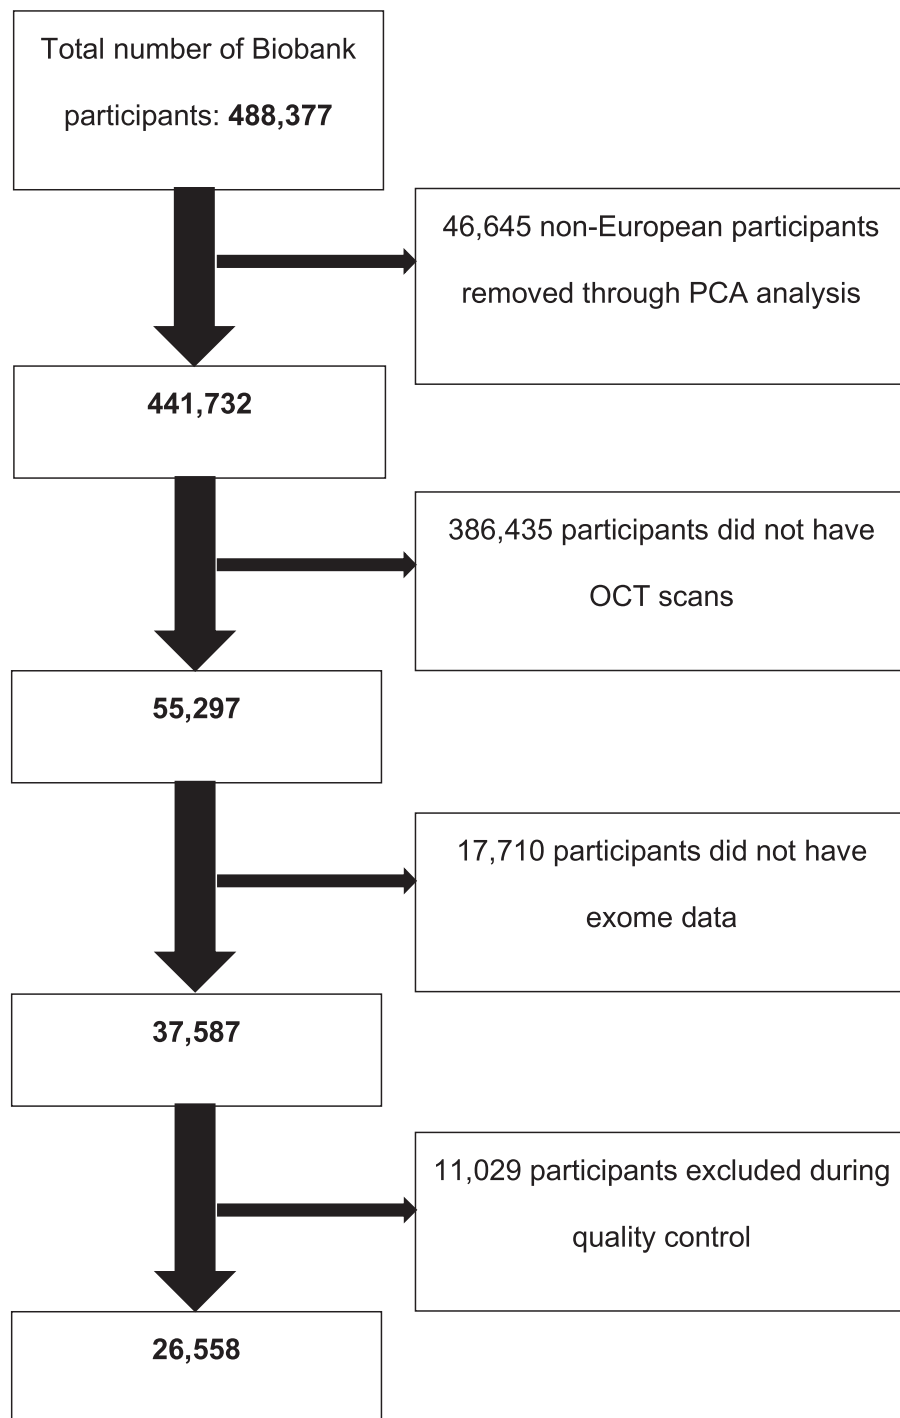 Total number of Biobank
participants: 488,377
46,645 non-European participants
removed through PCA analysis
441,732
386,435 participants did not have
OCT scans
55,297
17,710 participants did not have
exome data
37,587
11,029 participants excluded during
quality control
26,558